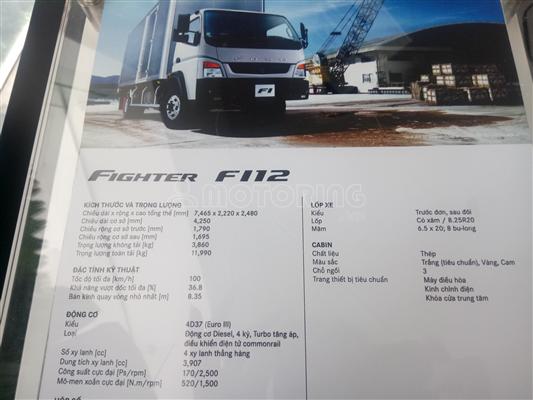 FUSO
FI
FIGHTER FI12
MOTORING.VN
KÍCH THƯỚC VÀ TRỌNG LƯỢNG
Chiều dài x rộng x cao tổng thể [mm] 7,465 x 2,220 x 2,480
Chiều dài cơ sở [mm] 4,250
Chiều rộng cơ sở trước [mm] 1,790
Chiều rộng cơ sở sau [mm] 1,695
Trọng lượng không tải [kg] 3,860
Trọng lượng toàn tải [kg] 11,990
ĐẶC TÍNH KỸ THUẬT
Tốc độ tối đa [km/h] 100
Khả năng vượt dốc tối đa [%] 36.8
Bán kính quay vòng nhỏ nhất [m] 8.35
ĐỘNG CƠ
Kiểu 4D37 (Euro III)
Loại Động cơ Diesel, 4 kỳ, Turbo tăng áp,
điều khiển điện tử commonrail
Số xy lanh [cc] 4 xy lanh thẳng hàng
Dung tích xy lanh [cc] 3,907
Công suất cực đại [Ps/rpm] 170/2,500
Mô-men xoắn cực đại [N.m/rpm] 520/1,500
HỘP SỐ
LỐP XE
Kiểu Trước đơn, sau đôi
Lốp Có xăm / 8.25R20
Mâm 6.5 x 20; 8 bu-long
CABIN
Chất liệu Thép
Màu sắc Trắng (tiêu chuẩn), Vàng, Cam
Chỗ ngồi 3
Trang thiết bị tiêu chuẩn Máy điều hòa
Kính chỉnh điện
Khóa cửa trung tâm